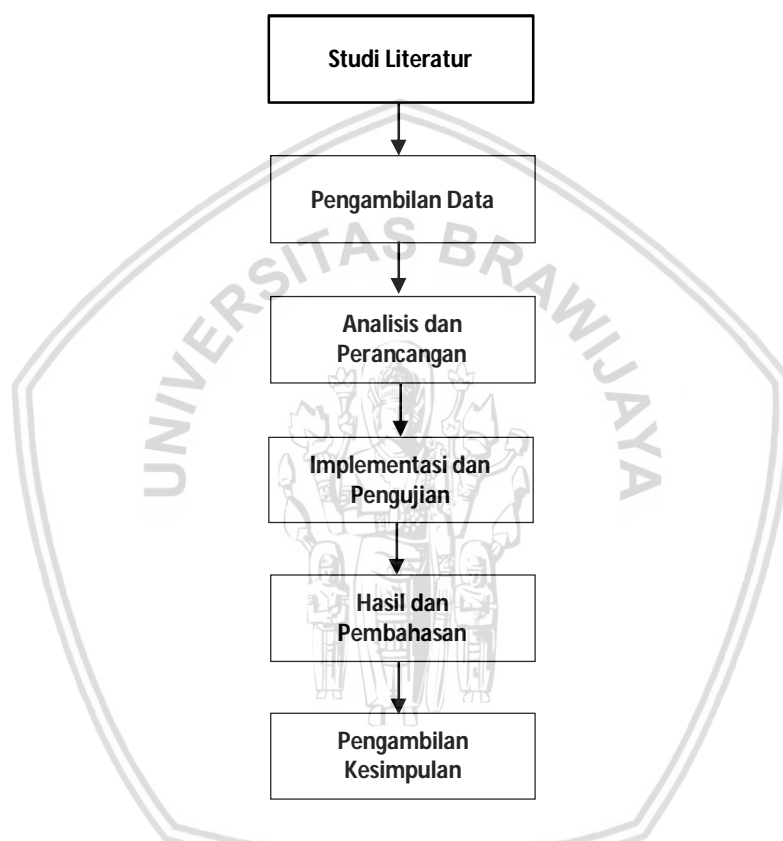 Studi Literatur
Pengambilan Data
UNIVERSITAS BRAWIJAYA
Analisis dan
Perancangan
Implementasi dan
Pengujian
Hasil dan
Pembahasan
Pengambilan
Kesimpulan